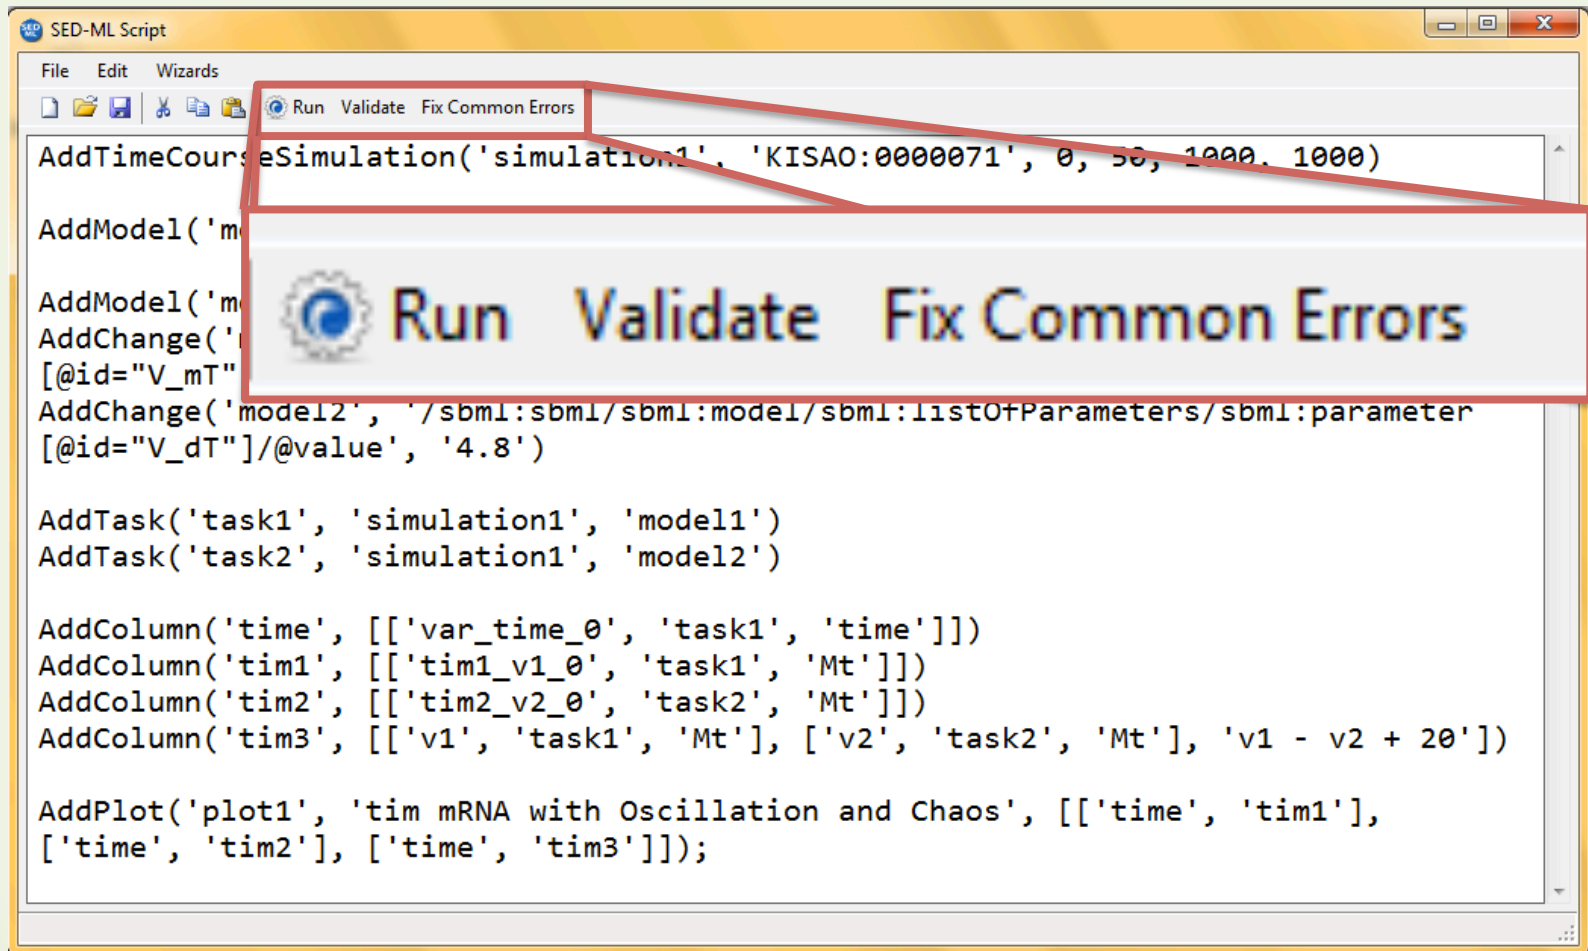 SED-ML Script
File Edit Wizards
Run Validate Fix Common Errors
AddTimeCourseSimulation('simulation1', 'KISAO:0000071', 0, 50, 1000, 1000)
AddModel('m
Run Validate Fix Common Errors
AddModel('m
AddChange('
[@id="V_mT"
AddChange('model2', '/sbml:sbml/sbml:model/sbml:listOfParameters/sbml:parameter
[@id="V_dT"]/@value', '4.8')
AddTask('task1', 'simulation1', 'model1')
AddTask('task2', 'simulation1', 'model2')
AddColumn('time', [['var_time_0', 'task1', 'time']])
AddColumn('tim1', [['tim1_v1_0', 'task1', 'Mt']])
AddColumn('tim2', [['tim2_v2_0', 'task2', 'Mt']])
AddColumn('tim3', [['v1', 'task1', 'Mt'], ['v2', 'task2', 'Mt'], 'v1 - v2 + 20'])
AddPlot('plot1', 'tim mRNA with Oscillation and Chaos', [['time', 'tim1'],
['time', 'tim2'], ['time', 'tim3']]);